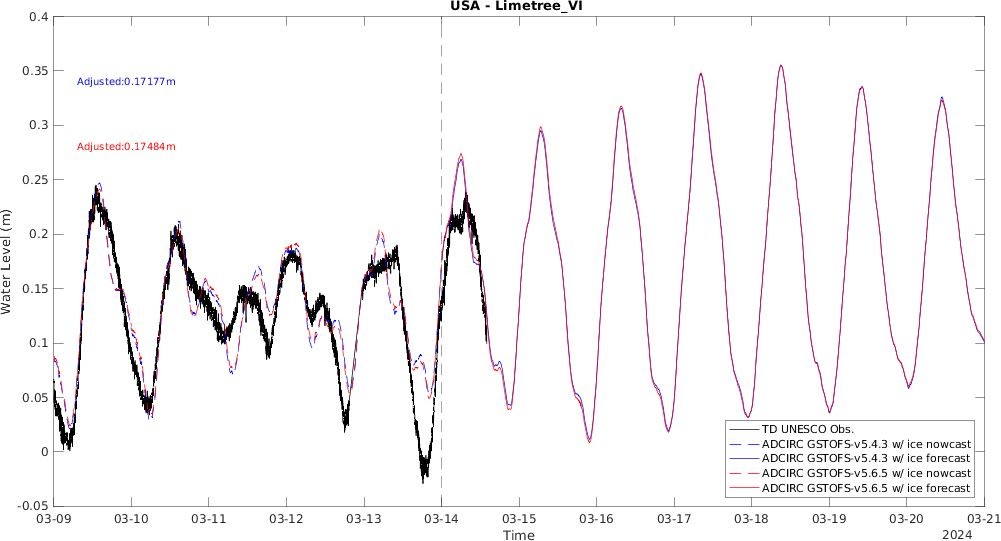 USA - Limetree_VI
0.4
0.35
0.3
0.25
0.2
0.15
0.1
0.05
0
-0.05
Water Level (m)
Adjusted:0.17177m
Adjusted:0.17484m
TD UNESCO Obs.
ADCIRC GSTOFS-v5.4.3 w/ ice nowcast
ADCIRC GSTOFS-v5.4.3 w/ ice forecast
ADCIRC GSTOFS-v5.6.5 w/ ice nowcast
ADCIRC GSTOFS-v5.6.5 w/ ice forecast
03-09 03-10 03-11 03-12 03-13 03-14 03-15 03-16 03-17 03-18 03-19 03-20 03-21
Time
2024